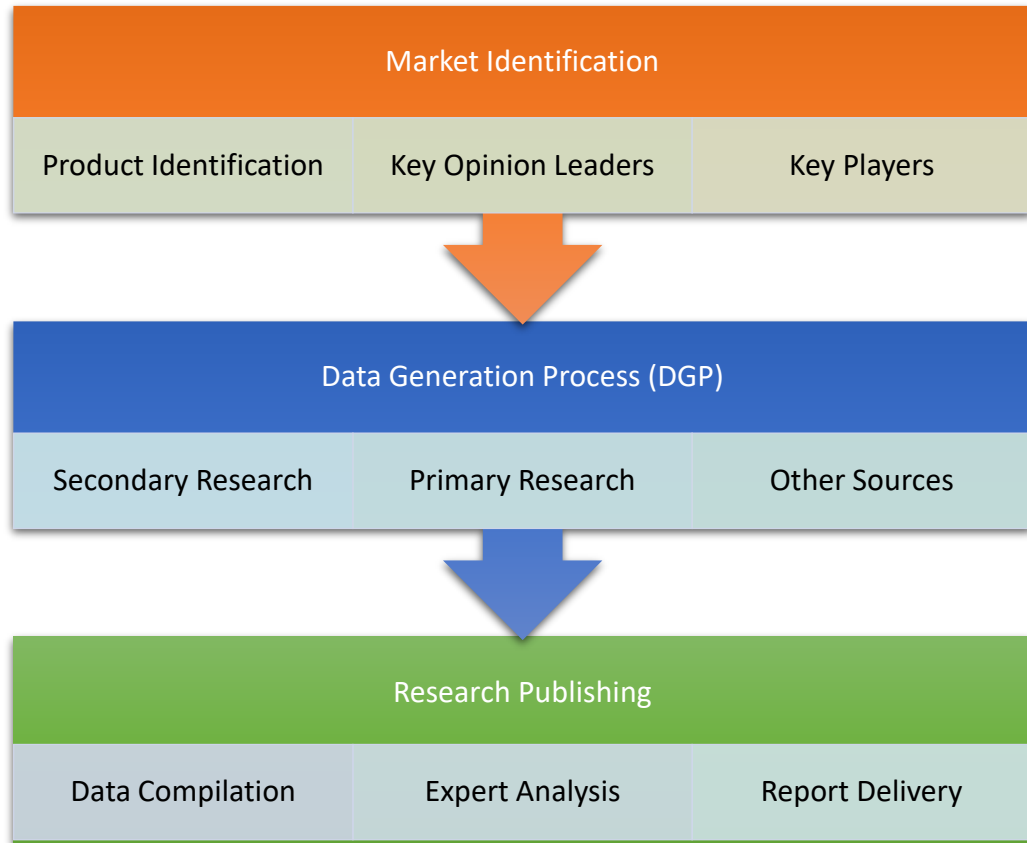 Market Identification
Product Identification
Key Opinion Leaders
Key Players
Data Generation Process (DGP)
Secondary Research
Primary Research
Other Sources
Research Publishing
Data Compilation
Expert Analysis
Report Delivery